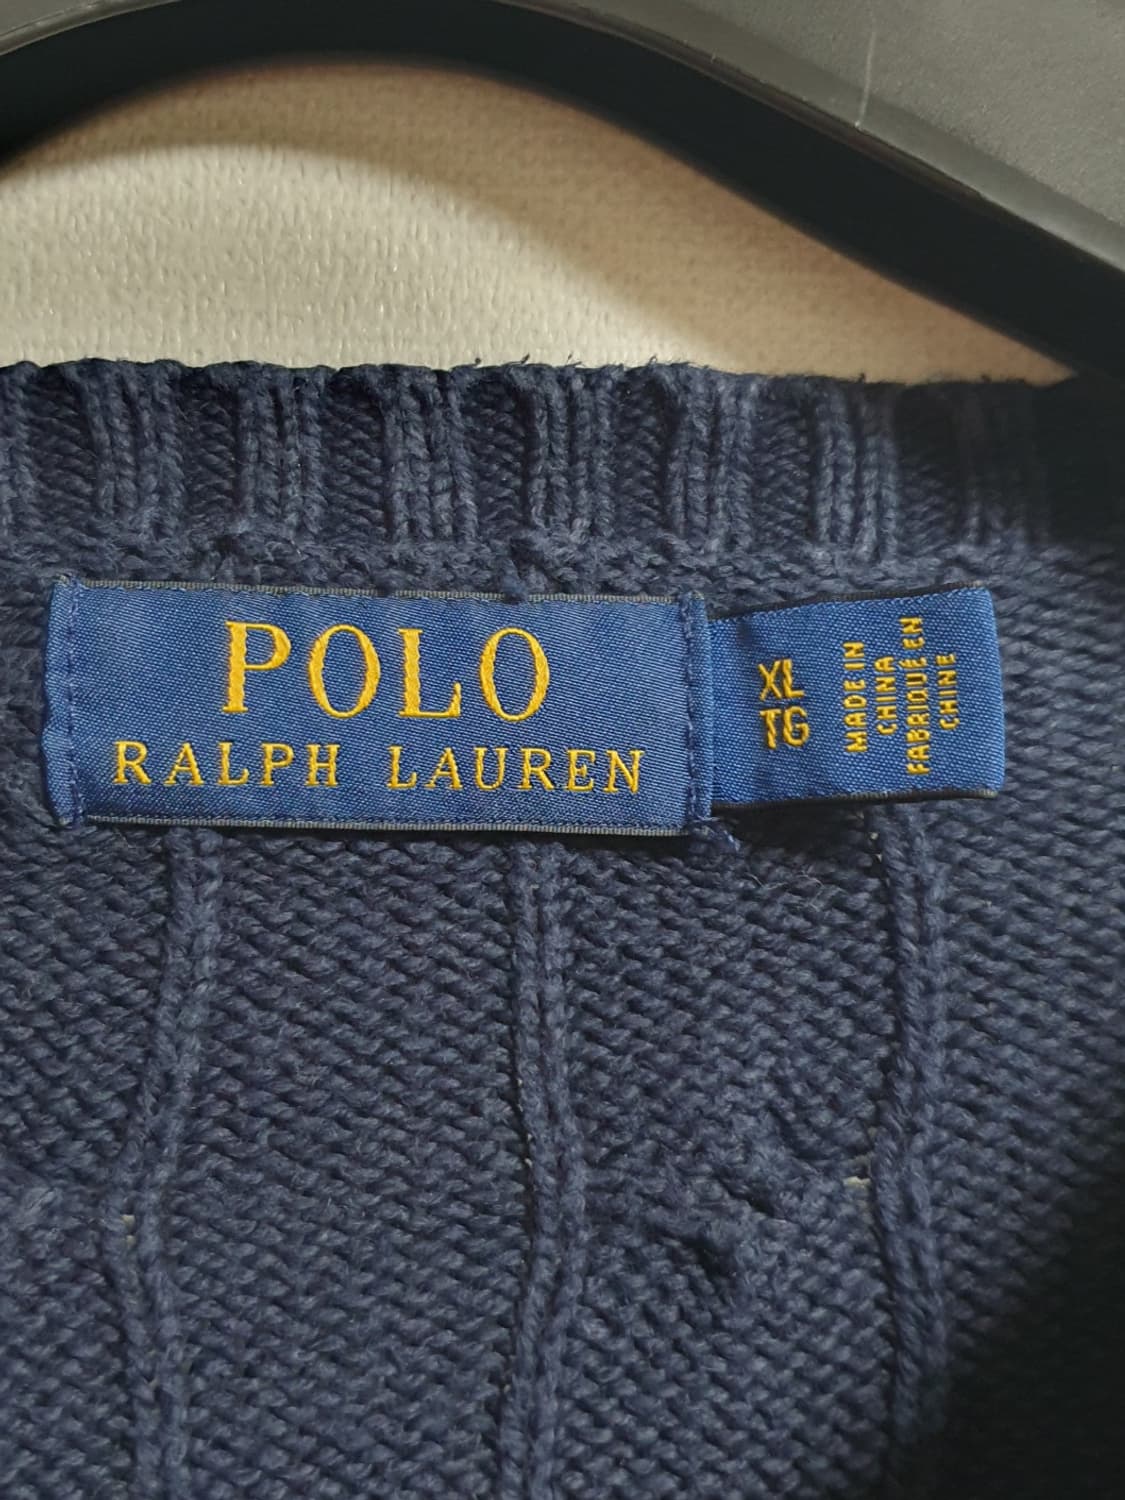 POLO
RALPH LAUREN
XL
TG
MADE IN
CHINA
FABRIQUÉ EN
CHINE